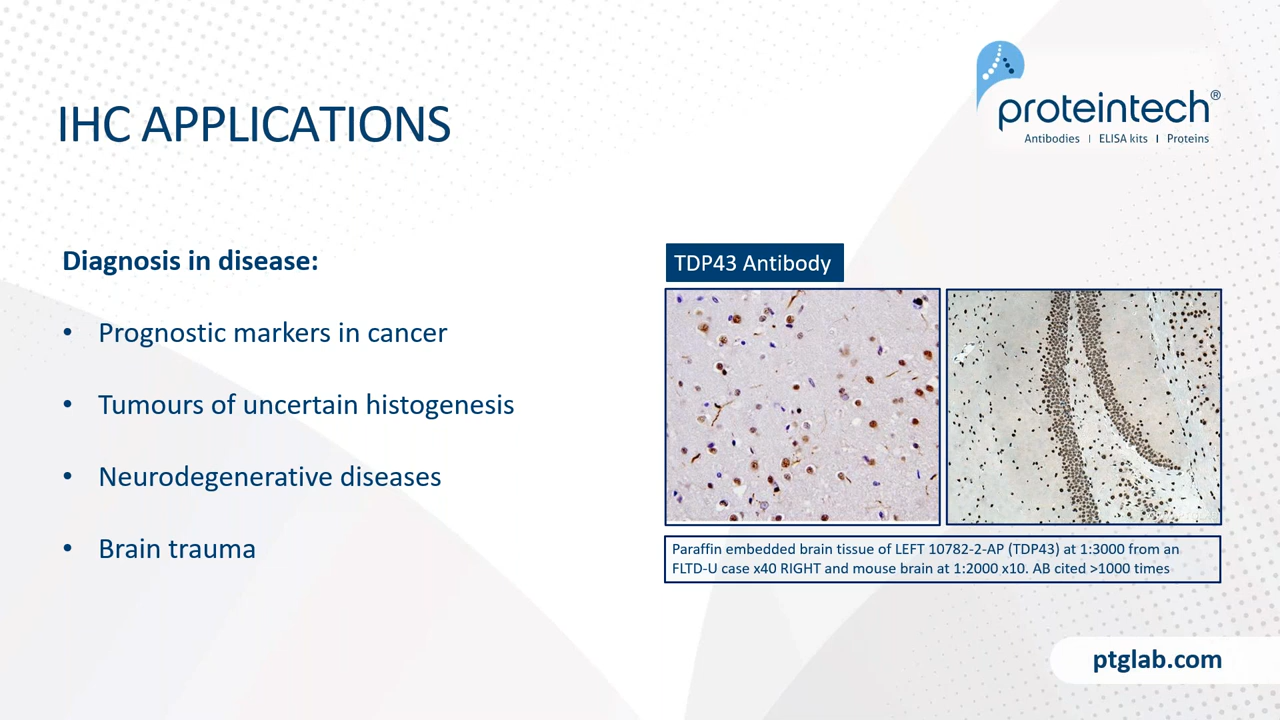 IHC APPLICATIONS
proteintech®
Antibodies | ELISA kits | Proteins
Diagnosis in disease:
• Prognostic markers in cancer
• Tumours of uncertain histogenesis
• Neurodegenerative diseases
• Brain trauma
TDP43 Antibody
Paraffin embedded brain tissue of LEFT 10782-2-AP (TDP43) at 1:3000 from an
FLTD-U case x40 RIGHT and mouse brain at 1:2000 x10. AB cited >1000 times
ptglab.com